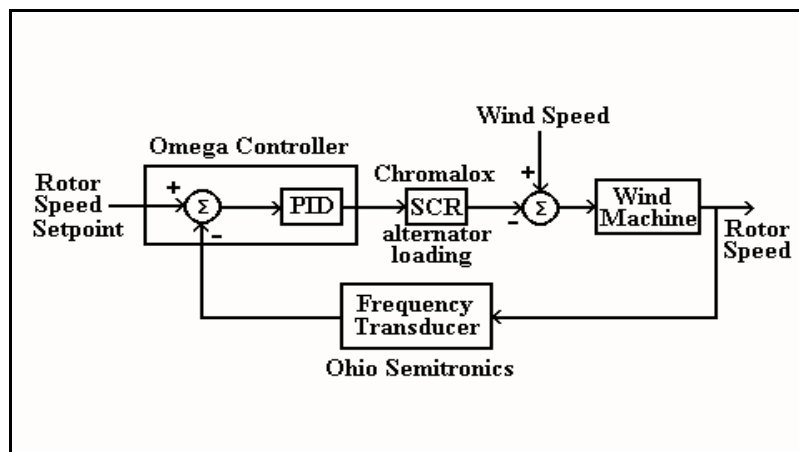 Wind Speed
Omega Controller
+
Chromalox
Rotor
Speed
Setpoint
+
Σ
-
PID
SCR
alternator
loading
-
Σ
Wind
Machine
Rotor
Speed
Frequency
Transducer
Ohio Semitronics